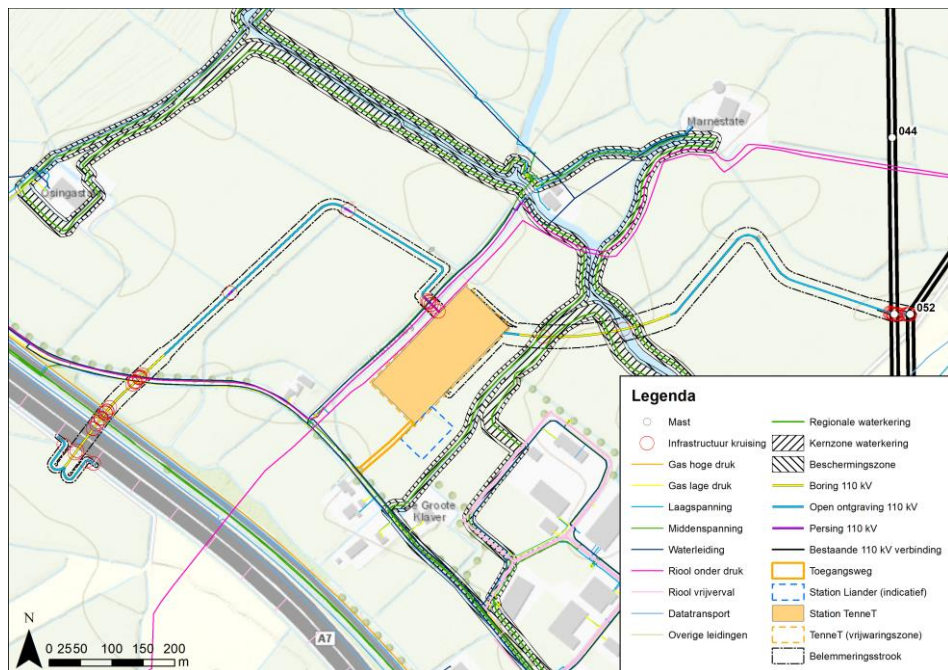 Marnestate
044
Osingastate
052
De Groote
Klaver
A7
N
0 25 50 100 150 200
m
Legenda
Mast
Infrastructuur kruising
Gas hoge druk
Gas lage druk
Laagspanning
Middenspanning
Waterleiding
Riool onder druk
Riool vrijverval
Datatransport
Overige leidingen
Regionale waterkering
Kernzone waterkering
Beschermingszone
Boring 110 kV
Open ontgraving 110 kV
Persing 110 kV
Bestaande 110 kV verbinding
Toegangsweg
Station Liander (indicatief)
Station TenneT
TenneT (vrijwaringszone)
Belemmeringsstrook